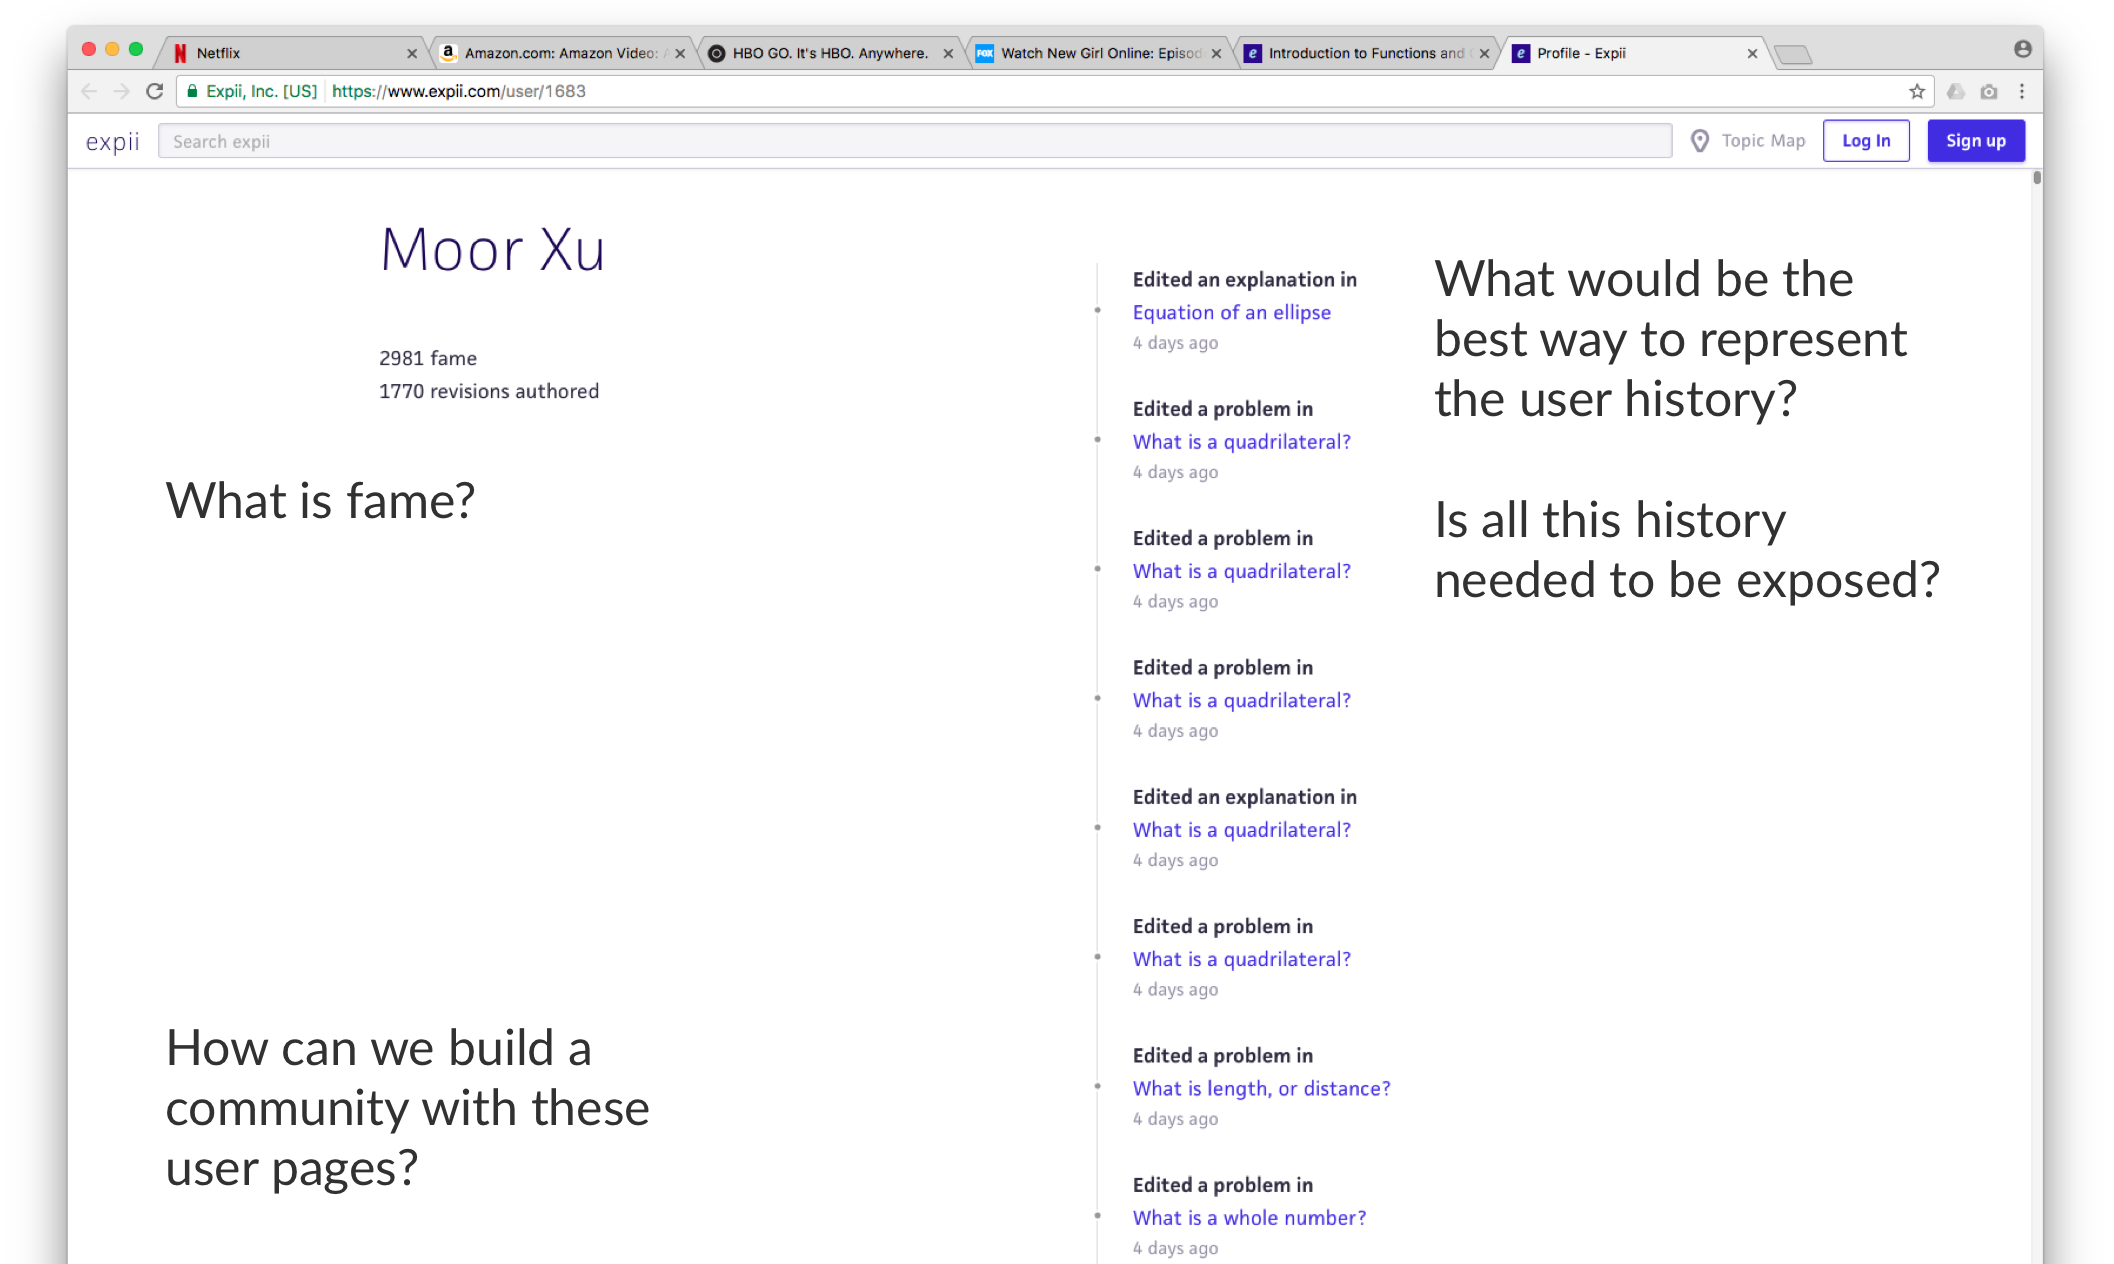 Netflix
Amazon.com: Amazon Video:
HBO GO. It's HBO. Anywhere.
FOX
Watch New Girl Online: Episod
Introduction to Functions and
Profile - Expii
Expii, Inc. [US]
https://www.expii.com/user/1683
expii
Search expii
Topic Map
Log In
Sign up
Moor Xu
2981 fame
1770 revisions authored
What is fame?
How can we build a
community with these
user pages?
Edited an explanation in
Equation of an ellipse
4 days ago
Edited a problem in
What is a quadrilateral?
4 days ago
Edited a problem in
What is a quadrilateral?
4 days ago
Edited a problem in
What is a quadrilateral?
4 days ago
Edited an explanation in
What is a quadrilateral?
4 days ago
Edited a problem in
What is a quadrilateral?
4 days ago
Edited a problem in
What is length, or distance?
4 days ago
Edited a problem in
What is a whole number?
4 days ago
What would be the
best way to represent
the user history?
Is all this history
needed to be exposed?